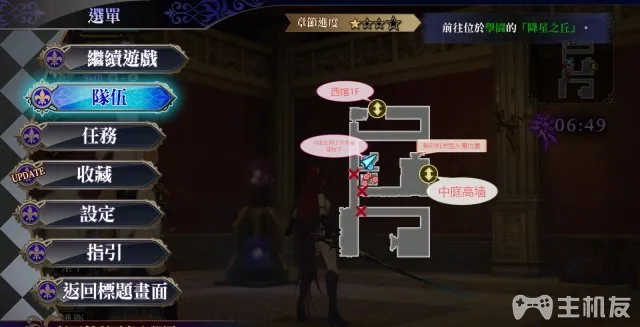 選單
章節進度
前往位於學園的「降星之丘」。
繼續遊戲
隊伍
任務
UPDATE
收藏
設定
指引
返回標題畫面
西馆1F
06:49
中庭高墙
主机友